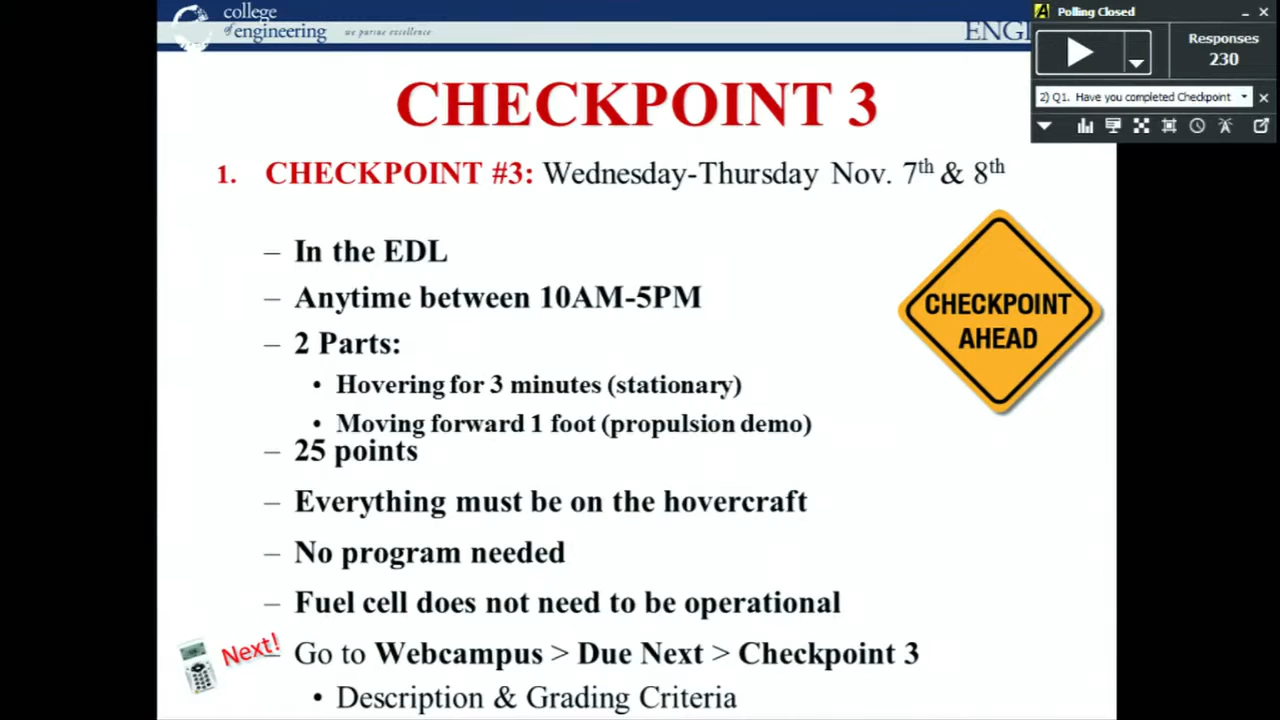 college
of engineering
we pursue excellence
ENGI
Polling Closed
Responses
230
2) Q1. Have you completed Checkpoint
CHECKPOINT 3
1. CHECKPOINT #3: Wednesday-Thursday Nov. 7th & 8th
– In the EDL
– Anytime between 10AM-5PM
– 2 Parts:
• Hovering for 3 minutes (stationary)
• Moving forward 1 foot (propulsion demo)
– 25 points
– Everything must be on the hovercraft
– No program needed
– Fuel cell does not need to be operational
CHECKPOINT
AHEAD
Next!
– Go to Webcampus > Due Next > Checkpoint 3
• Description & Grading Criteria